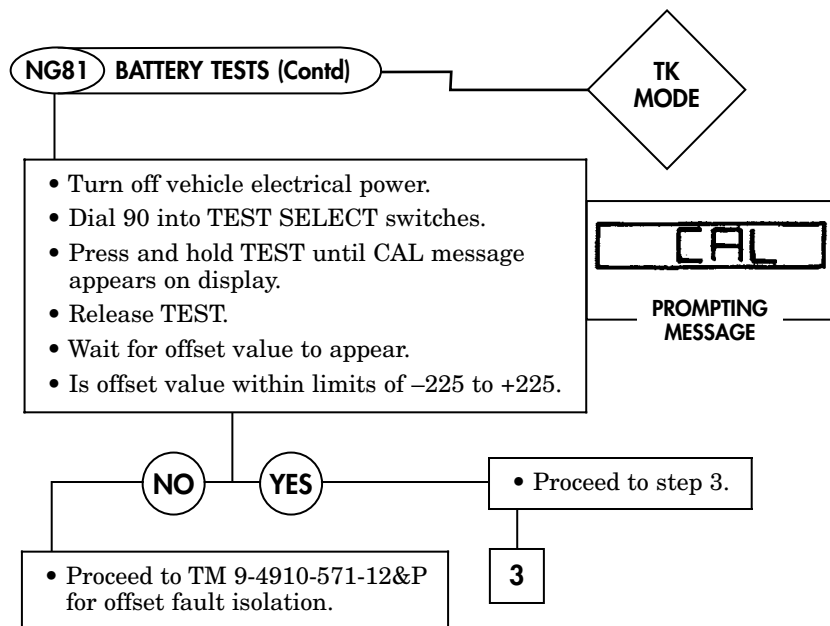 NG81 BATTERY TESTS (Contd)
TK
MODE
• Turn off vehicle electrical power.
• Dial 90 into TEST SELECT switches.
• Press and hold TEST until CAL message
appears on display.
• Release TEST.
• Wait for offset value to appear.
• Is offset value within limits of –225 to +225.
CAL
PROMPTING
MESSAGE
NO
YES
• Proceed to step 3.
• Proceed to TM 9-4910-571-12&P
for offset fault isolation.
3